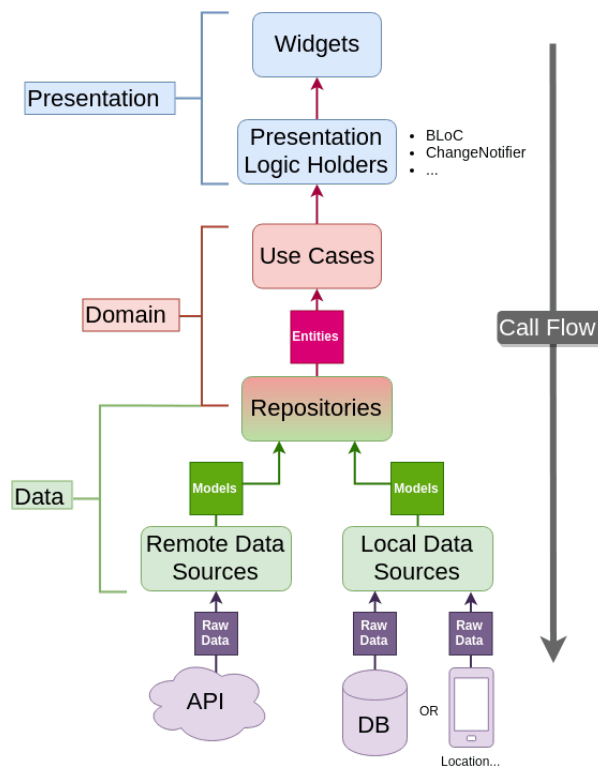 Widgets
Presentation
Presentation
Logic Holders
• BLoC
• ChangeNotifier
• ...
Use Cases
Domain
Entities
Call Flow
Repositories
Data
Models
Models
Remote Data
Sources
Local Data
Sources
Raw
Data
Raw
Data
Raw
Data
API
DB
OR
Location...